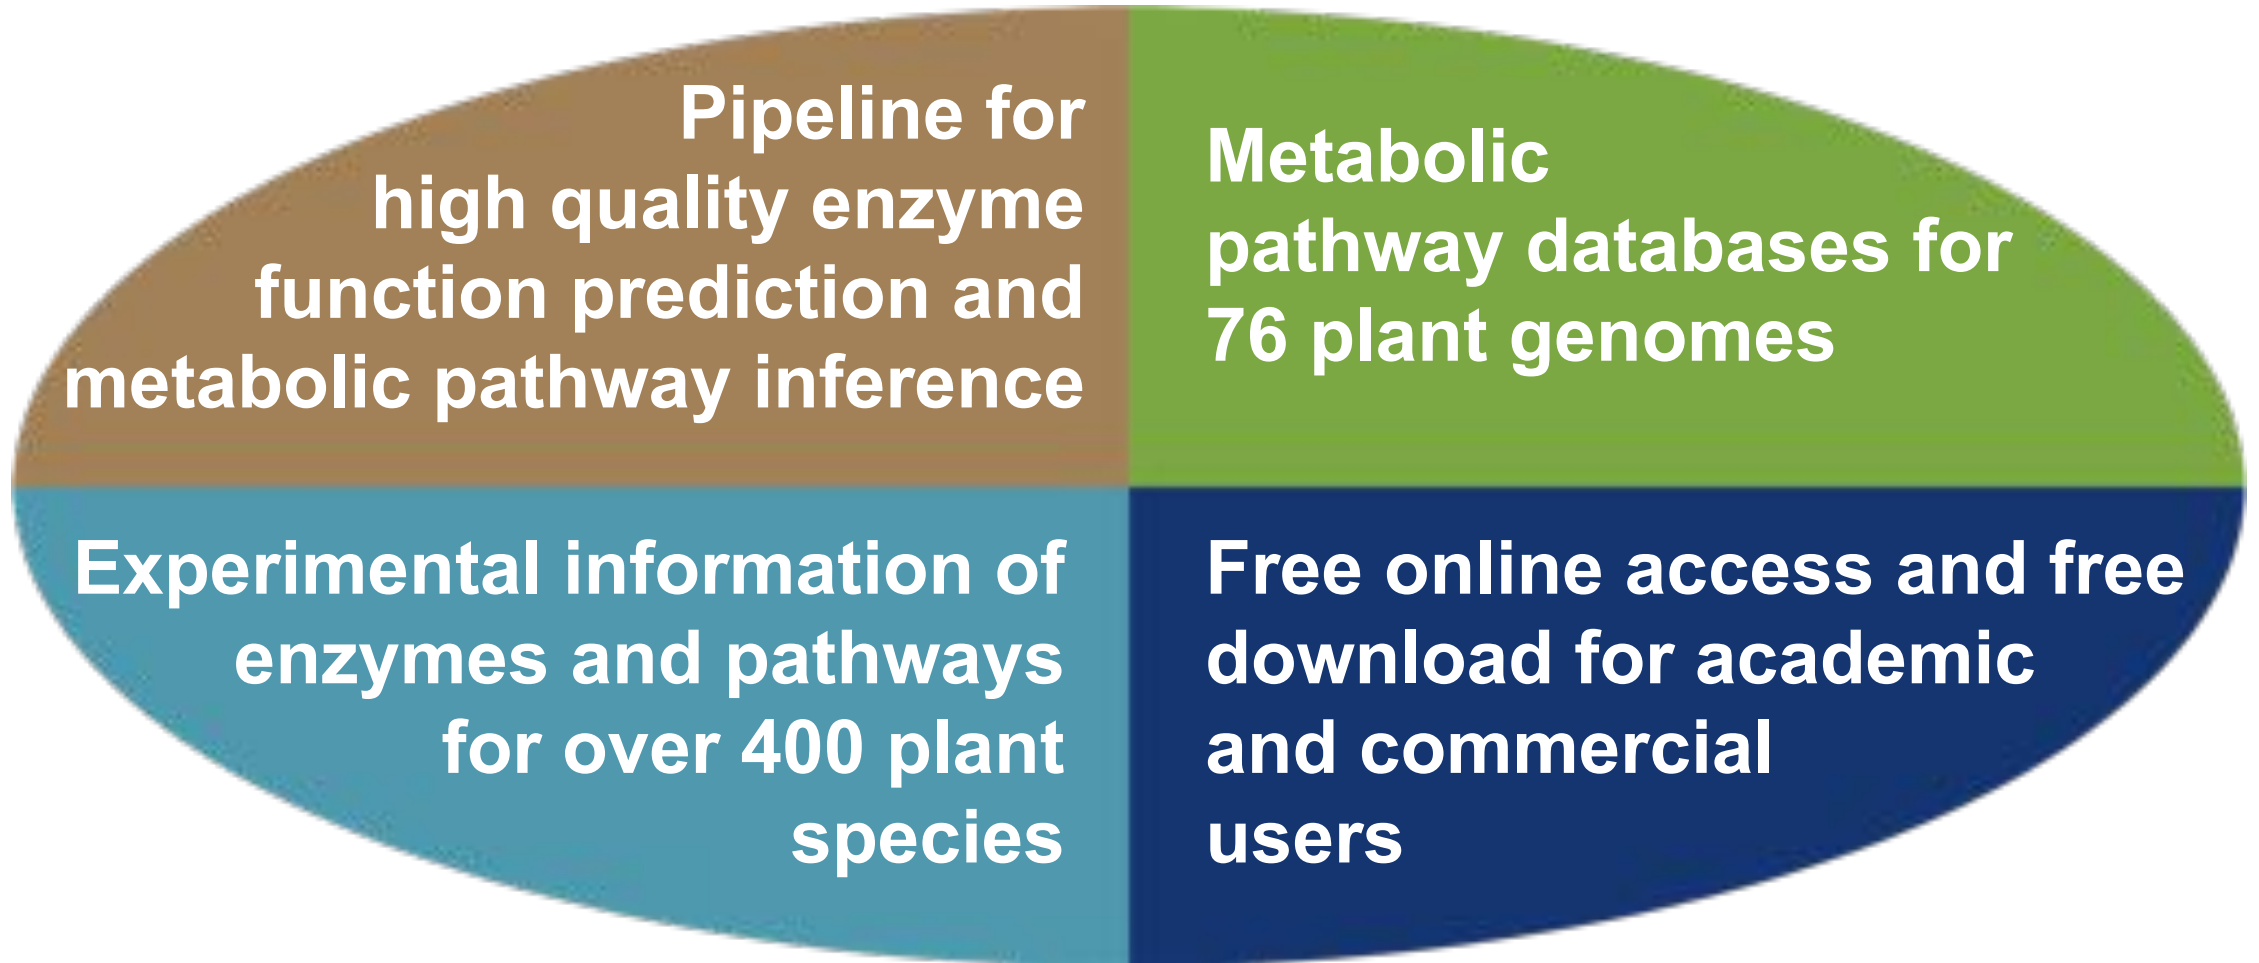 Pipeline for
high quality enzyme
function prediction and
metabolic pathway inference
Metabolic
pathway databases for
76 plant genomes
Experimental information of
enzymes and pathways
for over 400 plant
species
Free online access and free
download for academic
and commercial
users